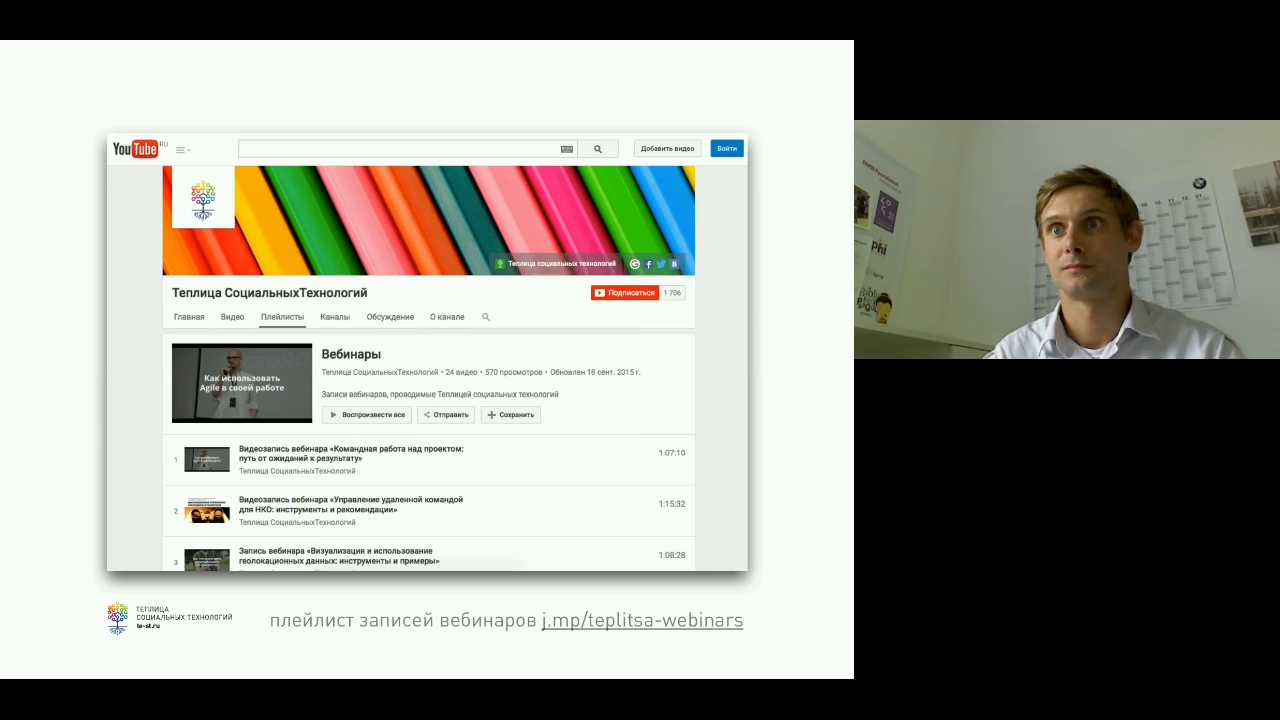 YouTube RU
Добавить видео
Войти
Теплица социальных технологий
Теплица СоциальныхТехнологий
Подписаться 1 706
Главная Видео Плейлисты Каналы Обсуждение О канале
Как использовать
Agile в своей работе
Вебинары
Теплица СоциальныхТехнологий • 24 видео • 570 просмотров • Обновлен 18 сент. 2015 г.
Записи вебинаров, проводимые Теплицей социальных технологий
Воспроизвести все Отправить Сохранить
1 Видеозапись вебинара «Командная работа над проектом:
путь от ожиданий к результату»
Теплица СоциальныхТехнологий
1:07:10
2 Видеозапись вебинара «Управление удаленной командой
для НКО: инструменты и рекомендации»
Теплица СоциальныхТехнологий
1:15:32
3 Запись вебинара «Визуализация и использование
геолокационных данных: инструменты и примеры»
1:08:28
ТЕПЛИЦА
СОЦИАЛЬНЫХ ТЕХНОЛОГИЙ
te-st.ru
плейлист записей вебинаров j.mp/teplitsa-webinars
phi